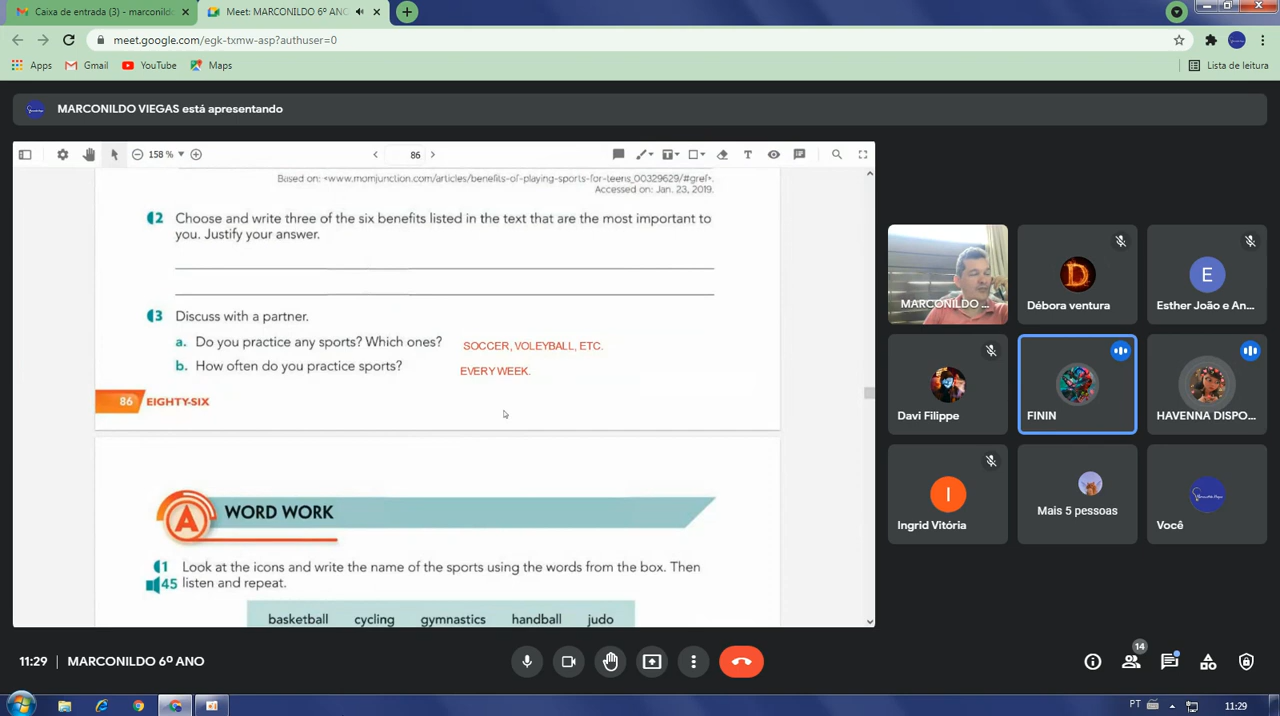 Caixa de entrada (3) - marconild
Meet: MARCONILDO 6º ANO
meet.google.com/egk-txmw-asp?authuser=0
Apps Gmail YouTube Maps Lista de leitura
MARCONILDO VIEGAS está apresentando
158 % 86
Based on: <www.momjunction.com/articles/benefits-of-playing-sports-for-teens_00329629/#gref>.
Accessed on: Jan. 23, 2019.
2 Choose and write three of the six benefits listed in the text that are the most important to
you. Justify your answer.
3 Discuss with a partner.
a. Do you practice any sports? Which ones? SOCCER, VOLEYBALL, ETC.
b. How often do you practice sports? EVERY WEEK.
86 EIGHTY-SIX
A WORD WORK
1 Look at the icons and write the name of the sports using the words from the box. Then
45 listen and repeat.
basketball cycling gymnastics handball judo
MARCONILDO ...
D
Débora ventura
E
Esther João e An...
Davi Filippe
FININ
HAVENNA DISPO...
I
Ingrid Vitória
Mais 5 pessoas
Você
11:29 MARCONILDO 6º ANO
14
PT 11:29